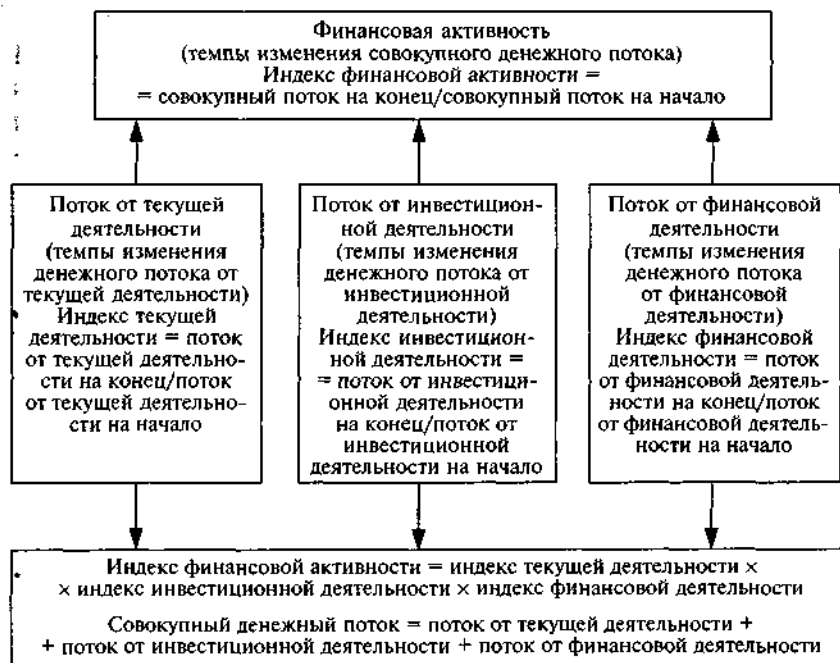 Финансовая активность
(темпы изменения совокупного денежного потока)
Индекс финансовой активности =
= совокупный поток на конец/совокупный поток на начало
Поток от текущей
деятельности
(темпы изменения
денежного потока от
текущей деятельности)
Индекс текущей
деятельности = поток
от текущей деятельно-
сти на конец/поток
от текущей деятельно-
сти на начало
Поток от инвестицион-
ной деятельности
(темпы изменения
денежного потока от
инвестиционной
деятельности)
Индекс инвестицион-
ной деятельности =
= поток от инвестици-
онной деятельности
на конец/поток от
инвестиционной
деятельности на начало
Поток от финансовой
деятельности
(темпы изменения
денежного потока
от финансовой
деятельности)
Индекс финансовой
деятельности = поток
от финансовой деятель-
ности на конец/поток
от финансовой деятель-
ности на начало
Индекс финансовой активности = индекс текущей деятельности ×
× индекс инвестиционной деятельности × индекс финансовой деятельности
Совокупный денежный поток = поток от текущей деятельности +
+ поток от инвестиционной деятельности + поток от финансовой деятельности